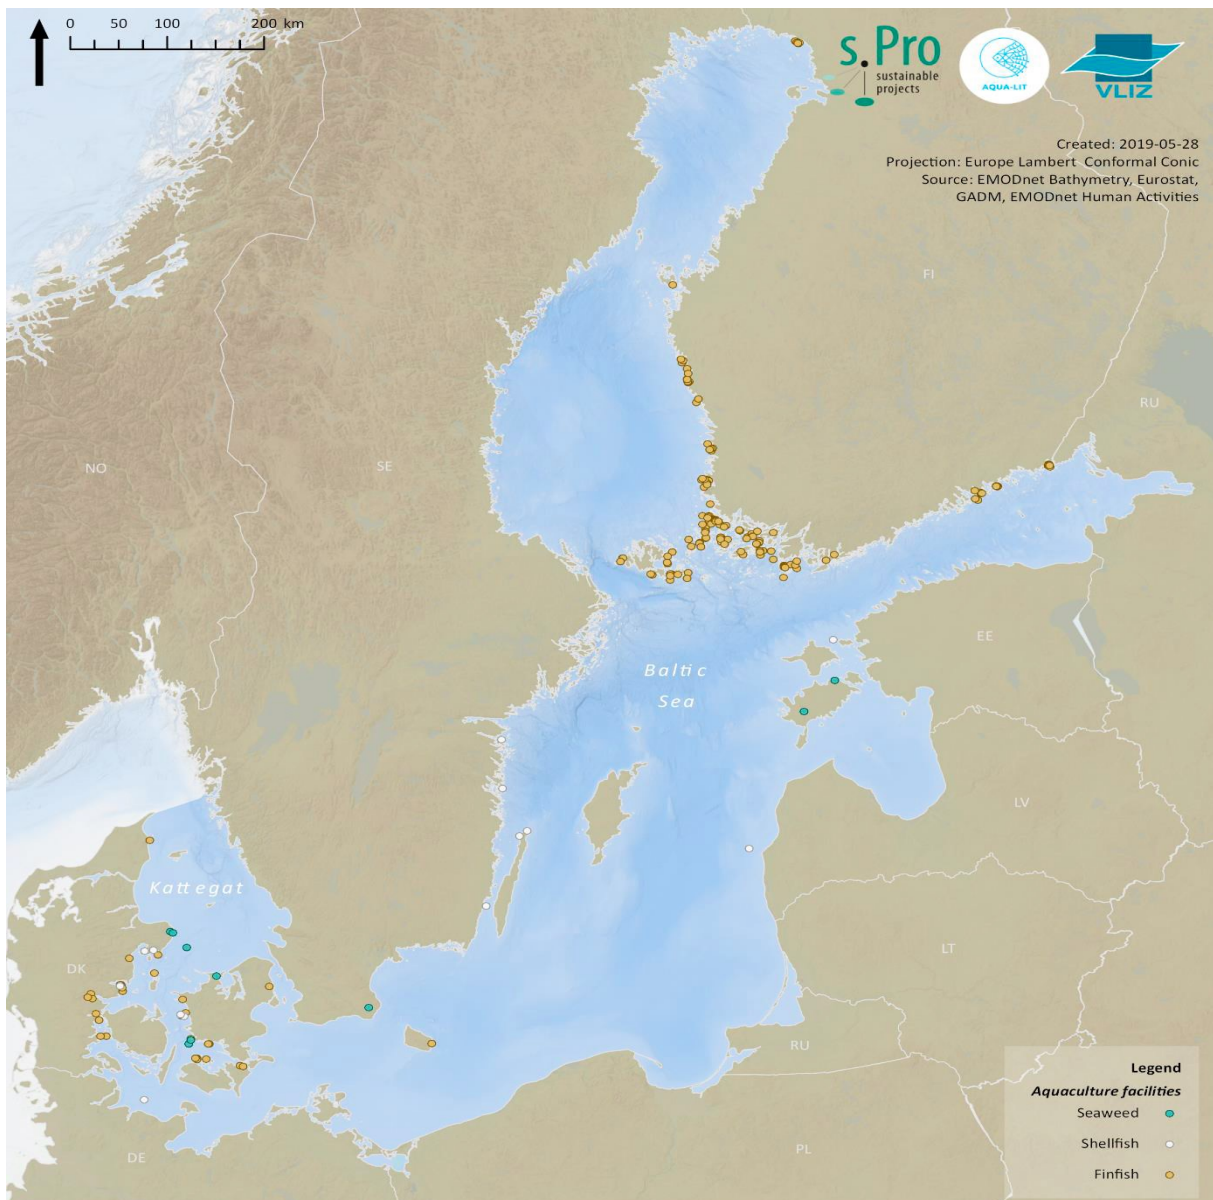 0 50 100 200 km
s.Pro
sustainable
projects
AQUA-LIT
VLIZ
Created: 2019-05-28
Projection: Europe Lambert Conformal Conic
Source: EMODnet Bathymetry, Eurostat,
GADM, EMODnet Human Activities
FI
RU
NO
SE
EE
Baltic
Sea
LV
Kattegat
LT
DK
RU
Legend
Aquaculture facilities
Seaweed
Shellfish
Finfish
PL
DE